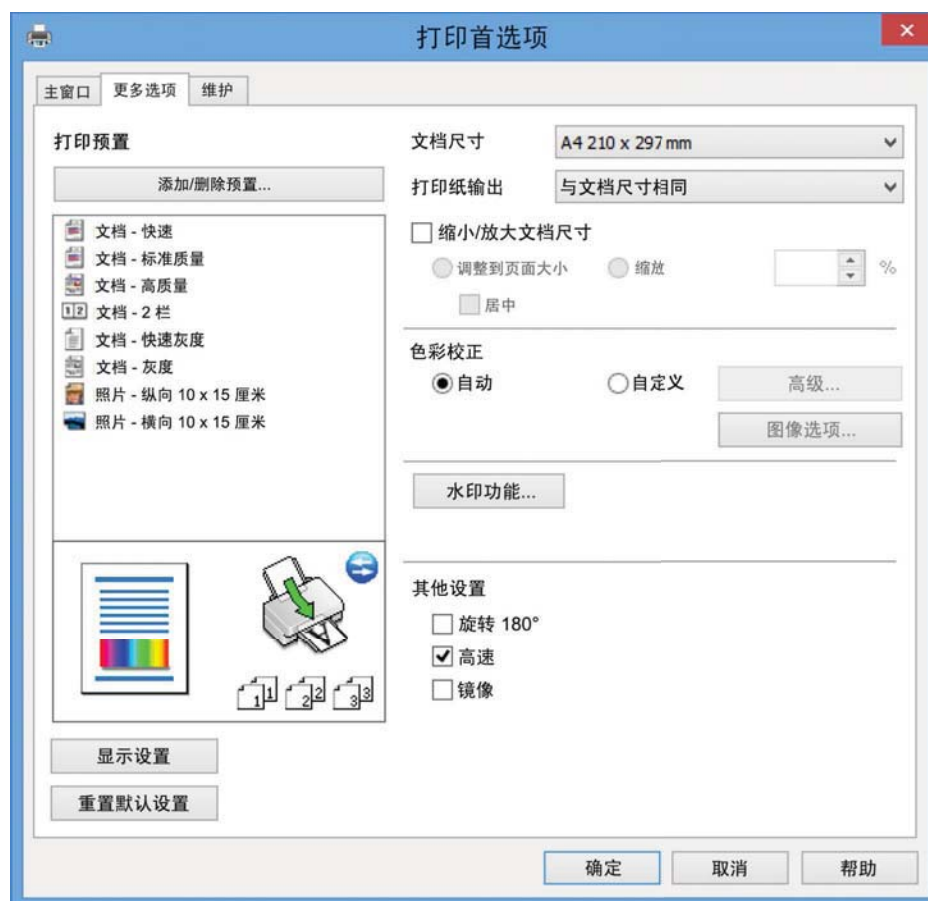 打印首选项
主窗口 更多选项 维护
打印预置
添加/删除预置...
文档 - 快速
文档 - 标准质量
文档 - 高质量
文档 - 2 栏
文档 - 快速灰度
文档 - 灰度
照片 - 纵向 10 x 15 厘米
照片 - 横向 10 x 15 厘米
1 1 2 2 3 3
显示设置
重置默认设置
文档尺寸 A4 210 x 297 mm
打印纸输出 与文档尺寸相同
缩小/放大文档尺寸
调整到页面大小 缩放 %
居中
色彩校正
自动 自定义 高级...
图像选项...
水印功能...
其他设置
旋转 180°
高速
镜像
确定 取消 帮助